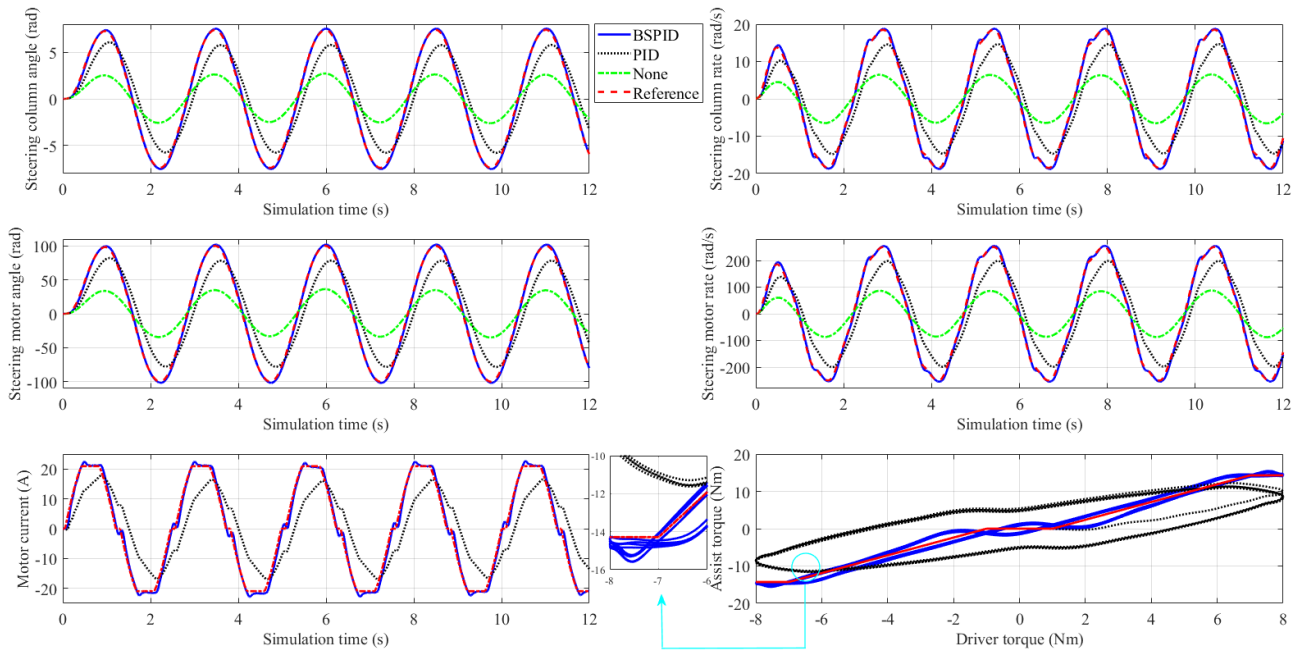 Steering column angle (rad)
5
0
-5
0 2 4 6 8 10 12
Simulation time (s)
BSPID
PID
None
Reference
Steering column rate (rad/s)
20
10
0
-10
-20
0 2 4 6 8 10 12
Simulation time (s)
Steering motor angle (rad)
100
50
0
-50
-100
0 2 4 6 8 10 12
Simulation time (s)
Steering motor rate (rad/s)
200
100
0
-100
-200
0 2 4 6 8 10 12
Simulation time (s)
Motor current (A)
20
10
0
-10
-20
0 2 4 6 8 10 12
Simulation time (s)
-10
-12
-14
-16
-8 -7 -6
Assist torque (Nm)
20
10
0
-10
-20
-8 -6 -4 -2 0 2 4 6 8
Driver torque (Nm)